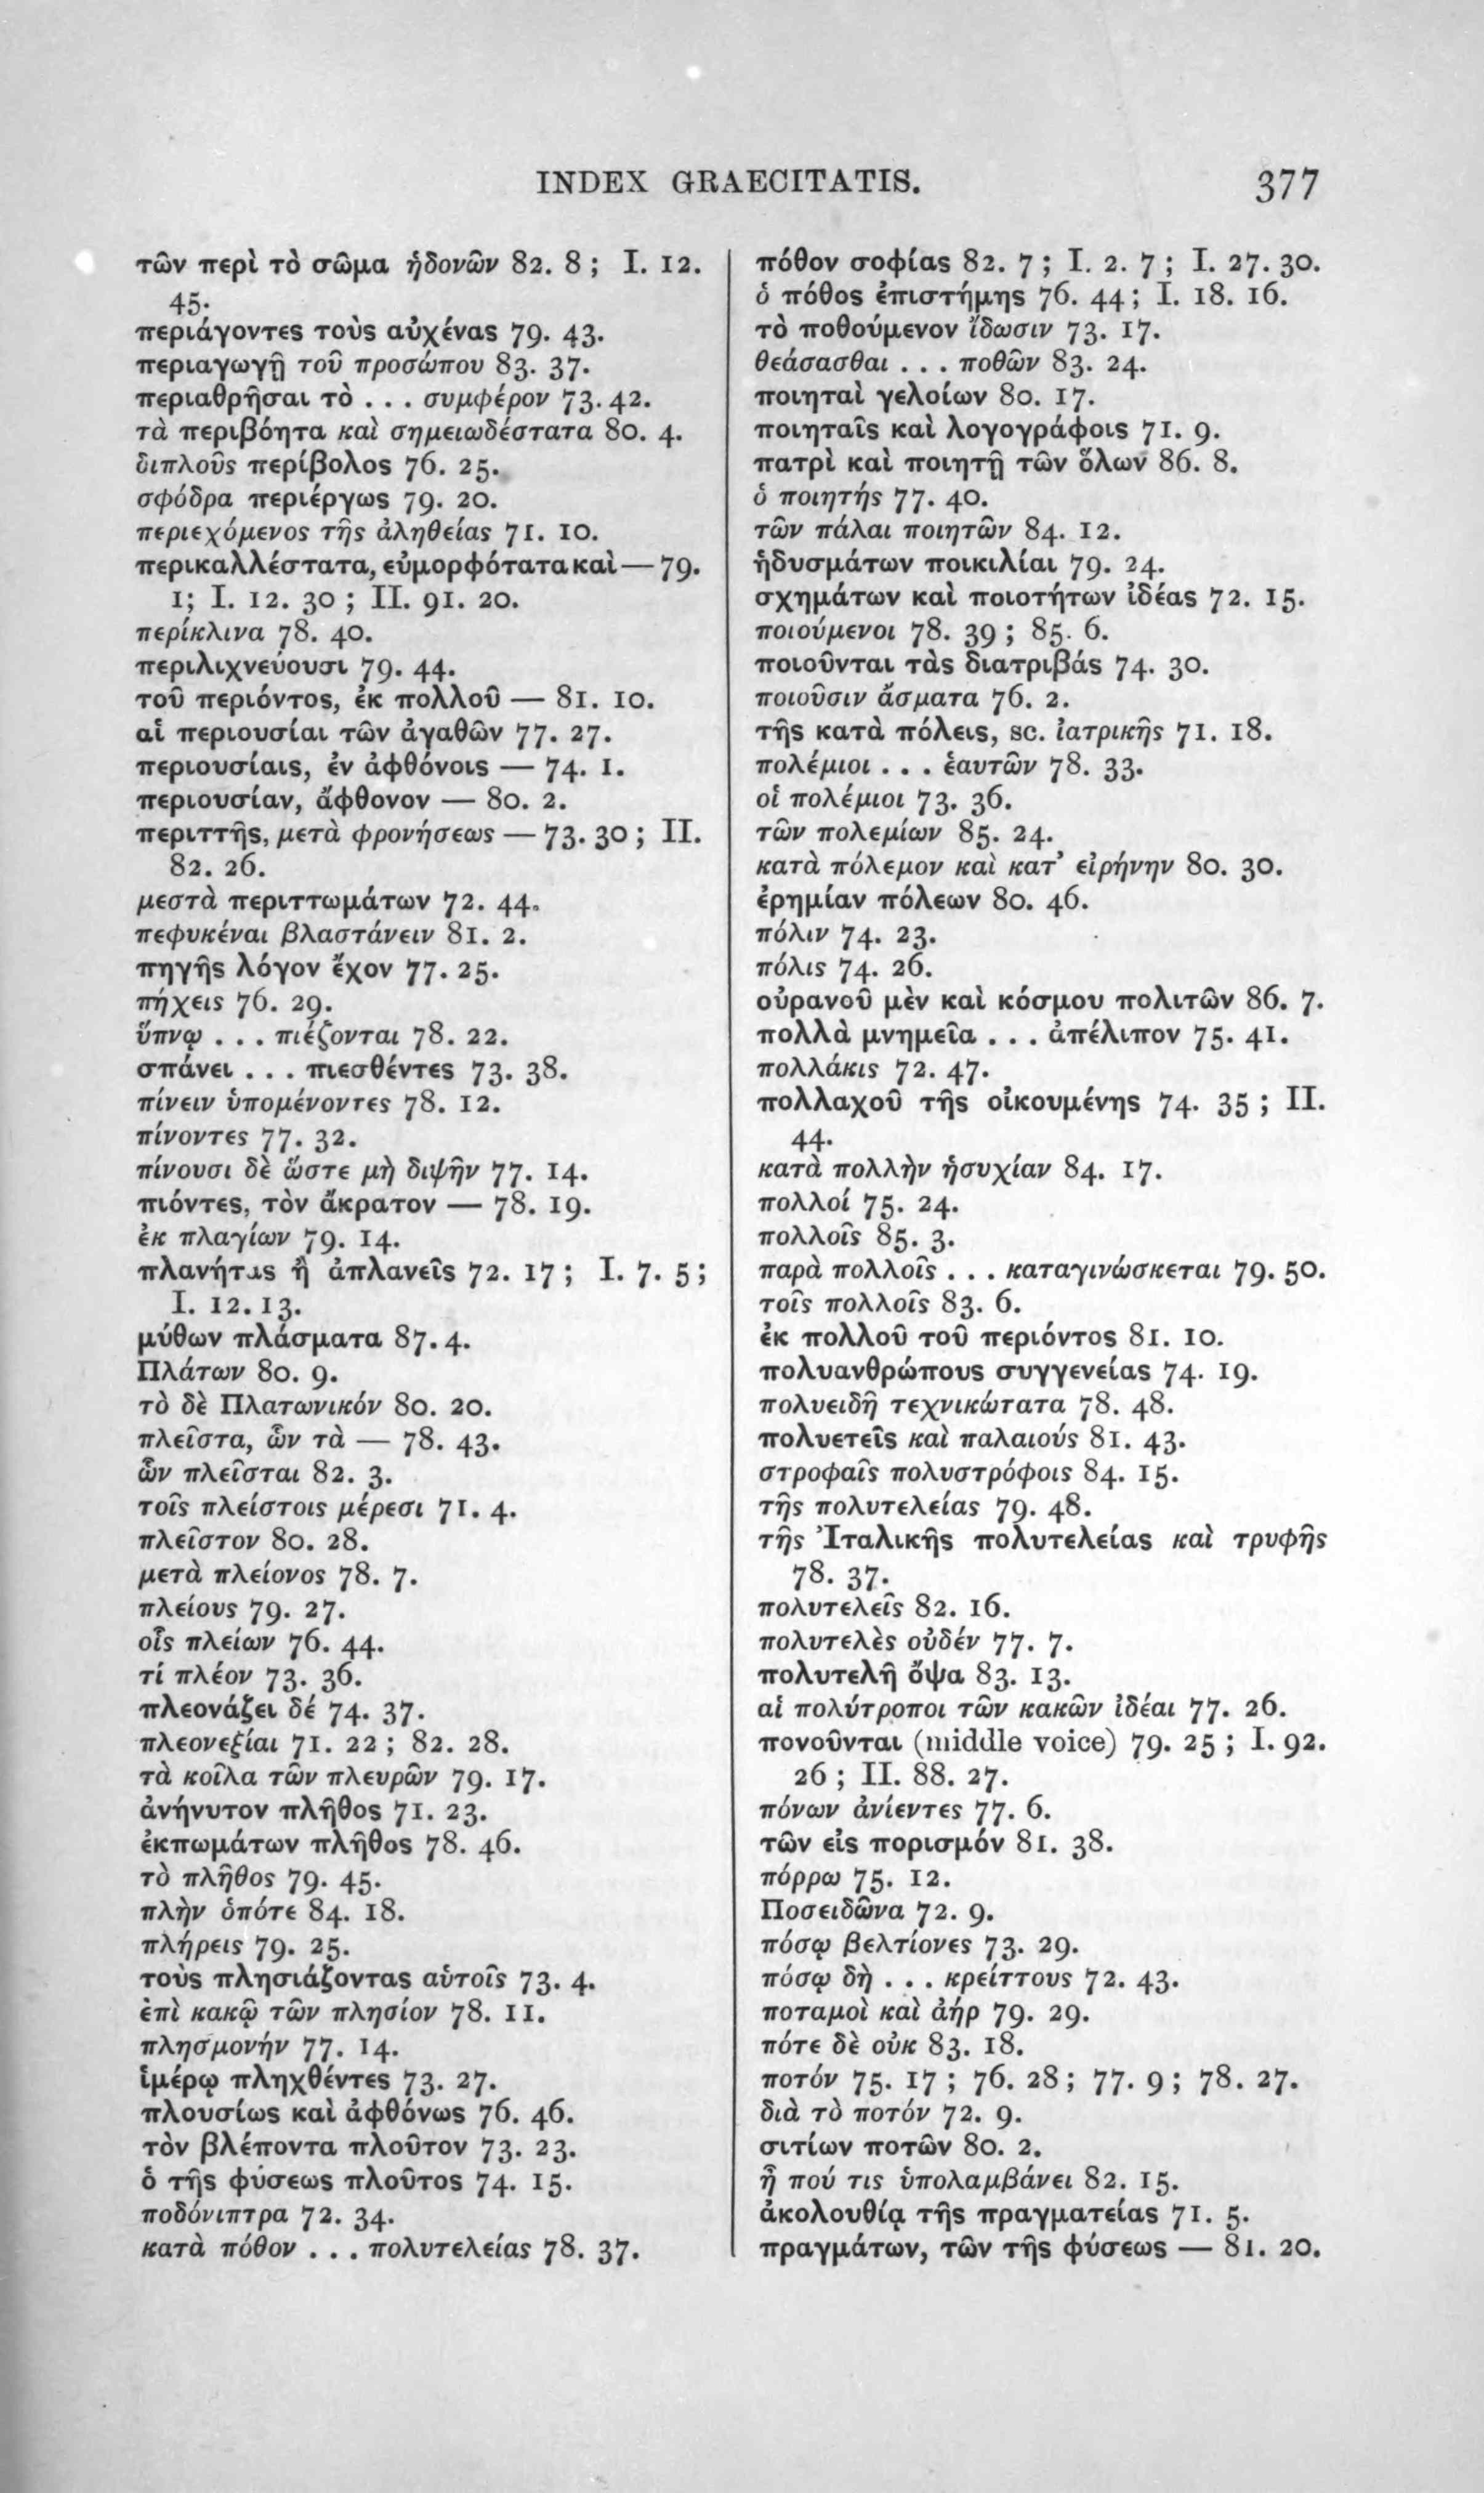 INDEX GRAECITATIS. 377
τῶν περὶ τὸ σῶμα ἡδονῶν 82. 8 ; I. 12.
45.
περιάγοντες τοὺς αὐχένας 79. 43.
περιαγωγῇ τοῦ προσώπου 83. 37.
περιαθρῆσαι τὸ . . . συμφέρον 73. 42.
τὰ περιβόητα καὶ σημειωδέστατα 80. 4.
διπλοῦς περίβολος 76. 25.
σφόδρα περιέργως 79. 20.
περιεχόμενος τῆς ἀληθείας 71. 10.
περικαλλέστατα, εὐμορφότατα καὶ — 79.
1; I. 12. 30 ; II. 91. 20.
περίκλινα 78. 40.
περιλιχνεύουσι 79. 44.
τοῦ περιόντος, ἐκ πολλοῦ — 81. 10.
αἱ περιουσίαι τῶν ἀγαθῶν 77. 27.
περιουσίαις, ἐν ἀφθόνοις — 74. 1.
περιουσίαν, ἄφθονον — 80. 2.
περιττῆς, μετὰ φρονήσεως — 73. 30 ; II.
82. 26.
μεστὰ περιττωμάτων 72. 44.
πεφυκέναι βλαστάνειν 81. 2.
πηγῆς λόγον ἔχον 77. 25.
πήχεις 76. 29.
ὕπνῳ . . . πιέζονται 78. 22.
σπάνει . . . πιεσθέντες 73. 38.
πίνειν ὑπομένοντες 78. 12.
πίνοντες 77. 32.
πίνουσι δὲ ὥστε μὴ διψῆν 77. 14.
πιόντες, τὸν ἄκρατον — 78. 19.
ἐκ πλαγίων 79. 14.
πλανήτας ἢ ἀπλανεῖς 72. 17 ; I. 7. 5 ;
I. 12. 13.
μύθων πλάσματα 87. 4.
Πλάτων 80. 9.
τὸ δὲ Πλατωνικόν 80. 20.
πλεῖστα, ὧν τὰ — 78. 43.
ὧν πλεῖσται 82. 3.
τοῖς πλείστοις μέρεσι 71. 4.
πλεῖστον 80. 28.
μετὰ πλείονος 78. 7.
πλείους 79. 27.
οἷς πλείων 76. 44.
τί πλέον 73. 36.
πλεονάζει δέ 74. 37.
πλεονεξίαι 71. 22 ; 82. 28.
τὰ κοῖλα τῶν πλευρῶν 79. 17.
ἀνήνυτον πλῆθος 71. 23.
ἐκπωμάτων πλῆθος 78. 46.
τὸ πλῆθος 79. 45.
πλὴν ὁπότε 84. 18.
πλήρεις 79. 25.
τοὺς πλησιάζοντας αὐτοῖς 73. 4.
ἐπὶ κακῷ τῶν πλησίον 78. 11.
πλησμονήν 77. 14.
ἱμέρῳ πληχθέντες 73. 27.
πλουσίως καὶ ἀφθόνως 76. 46.
τὸν βλέποντα πλοῦτον 73. 23.
ὁ τῆς φύσεως πλοῦτος 74. 15.
ποδόνιπτρα 72. 34.
κατὰ πόθον . . . πολυτελείας 78. 37.
πόθον σοφίας 82. 7 ; I. 2. 7 ; I. 27. 30.
ὁ πόθος ἐπιστήμης 76. 44 ; I. 18. 16.
τὸ ποθούμενον ἴδωσιν 73. 17.
θεάσασθαι . . . ποθῶν 83. 24.
ποιηταὶ γελοίων 80. 17.
ποιηταῖς καὶ λογογράφοις 71. 9.
πατρὶ καὶ ποιητῇ τῶν ὅλων 86. 8.
ὁ ποιητής 77. 40.
τῶν πάλαι ποιητῶν 84. 12.
ἡδυσμάτων ποικιλίαι 79. 24.
σχημάτων καὶ ποιοτήτων ἰδέας 72. 15.
ποιούμενοι 78. 39 ; 85. 6.
ποιοῦνται τὰς διατριβάς 74. 30.
ποιοῦσιν ᾄσματα 76. 2.
τῆς κατὰ πόλεις, sc. ἰατρικῆς 71. 18.
πολέμιοι . . . ἑαυτῶν 78. 33.
οἱ πολέμιοι 73. 36.
τῶν πολεμίων 85. 24.
κατὰ πόλεμον καὶ κατ’ εἰρήνην 80. 30.
ἐρημίαν πόλεων 80. 46.
πόλιν 74. 23.
πόλις 74. 26.
οὐρανοῦ μὲν καὶ κόσμου πολιτῶν 86. 7.
πολλὰ μνημεῖα . . . ἀπέλιπον 75. 41.
πολλάκις 72. 47.
πολλαχοῦ τῆς οἰκουμένης 74. 35 ; II.
44.
κατὰ πολλὴν ἡσυχίαν 84. 17.
πολλοί 75. 24.
πολλοῖς 85. 3.
παρὰ πολλοῖς . . . καταγινώσκεται 79. 50.
τοῖς πολλοῖς 83. 6.
ἐκ πολλοῦ τοῦ περιόντος 81. 10.
πολυανθρώπους συγγενείας 74. 19.
πολυειδῆ τεχνικώτατα 78. 48.
πολυετεῖς καὶ παλαιούς 81. 43.
στροφαῖς πολυστρόφοις 84. 15.
τῆς πολυτελείας 79. 48.
τῆς Ἰταλικῆς πολυτελείας καὶ τρυφῆς
78. 37.
πολυτελεῖς 82. 16.
πολυτελὲς οὐδέν 77. 7.
πολυτελῆ ὄψα 83. 13.
αἱ πολύτροποι τῶν κακῶν ἰδέαι 77. 26.
πονοῦνται (middle voice) 79. 25 ; I. 92.
26 ; II. 88. 27.
πόνων ἀνίεντες 77. 6.
τῶν εἰς πορισμόν 81. 38.
πόρρω 75. 12.
Ποσειδῶνα 72. 9.
πόσῳ βελτίονες 73. 29.
πόσῳ δὴ . . . κρείττους 72. 43.
ποταμοὶ καὶ ἀήρ 79. 29.
πότε δὲ οὐκ 83. 18.
ποτόν 75. 17 ; 76. 28 ; 77. 9 ; 78. 27.
διὰ τὸ ποτόν 72. 9.
σιτίων ποτῶν 80. 2.
ἦ πού τις ὑπολαμβάνει 82. 15.
ἀκολουθίᾳ τῆς πραγματείας 71. 5.
πραγμάτων, τῶν τῆς φύσεως — 81. 20.